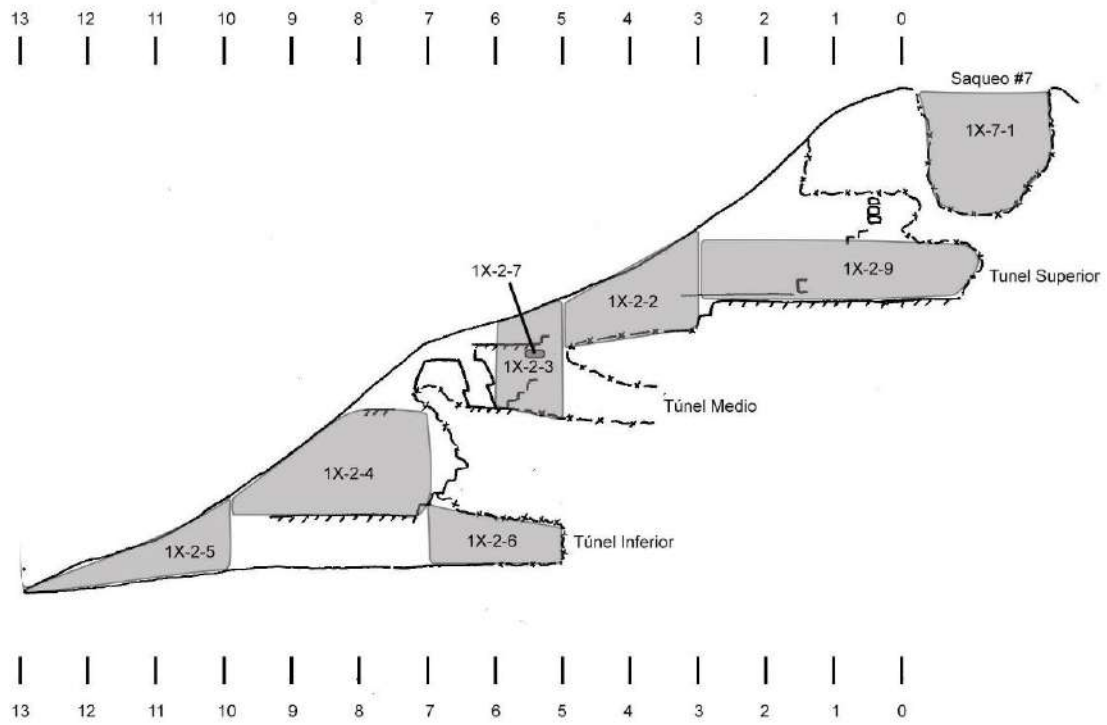 13 12 11 10 9 8 7 6 5 4 3 2 1 0
Saqueo #7
1X-7-1
1X-2-7
1X-2-9
Tunel Superior
1X-2-2
1X-2-3
Túnel Medio
1X-2-4
1X-2-6
Túnel Inferior
1X-2-5
13 12 11 10 9 8 7 6 5 4 3 2 1 0